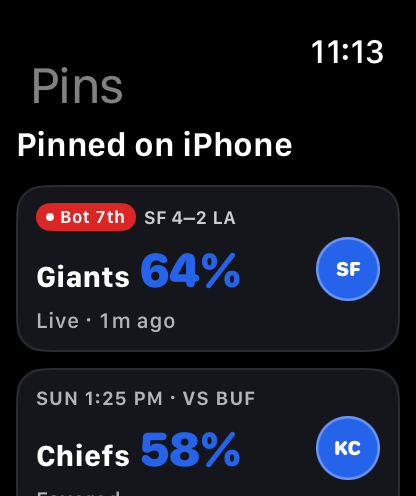 11:13
Pins
Pinned on iPhone
Bot 7th SF 4–2 LA
Giants 64%
SF
Live · 1m ago
SUN 1:25 PM · VS BUF
Chiefs 58%
KC